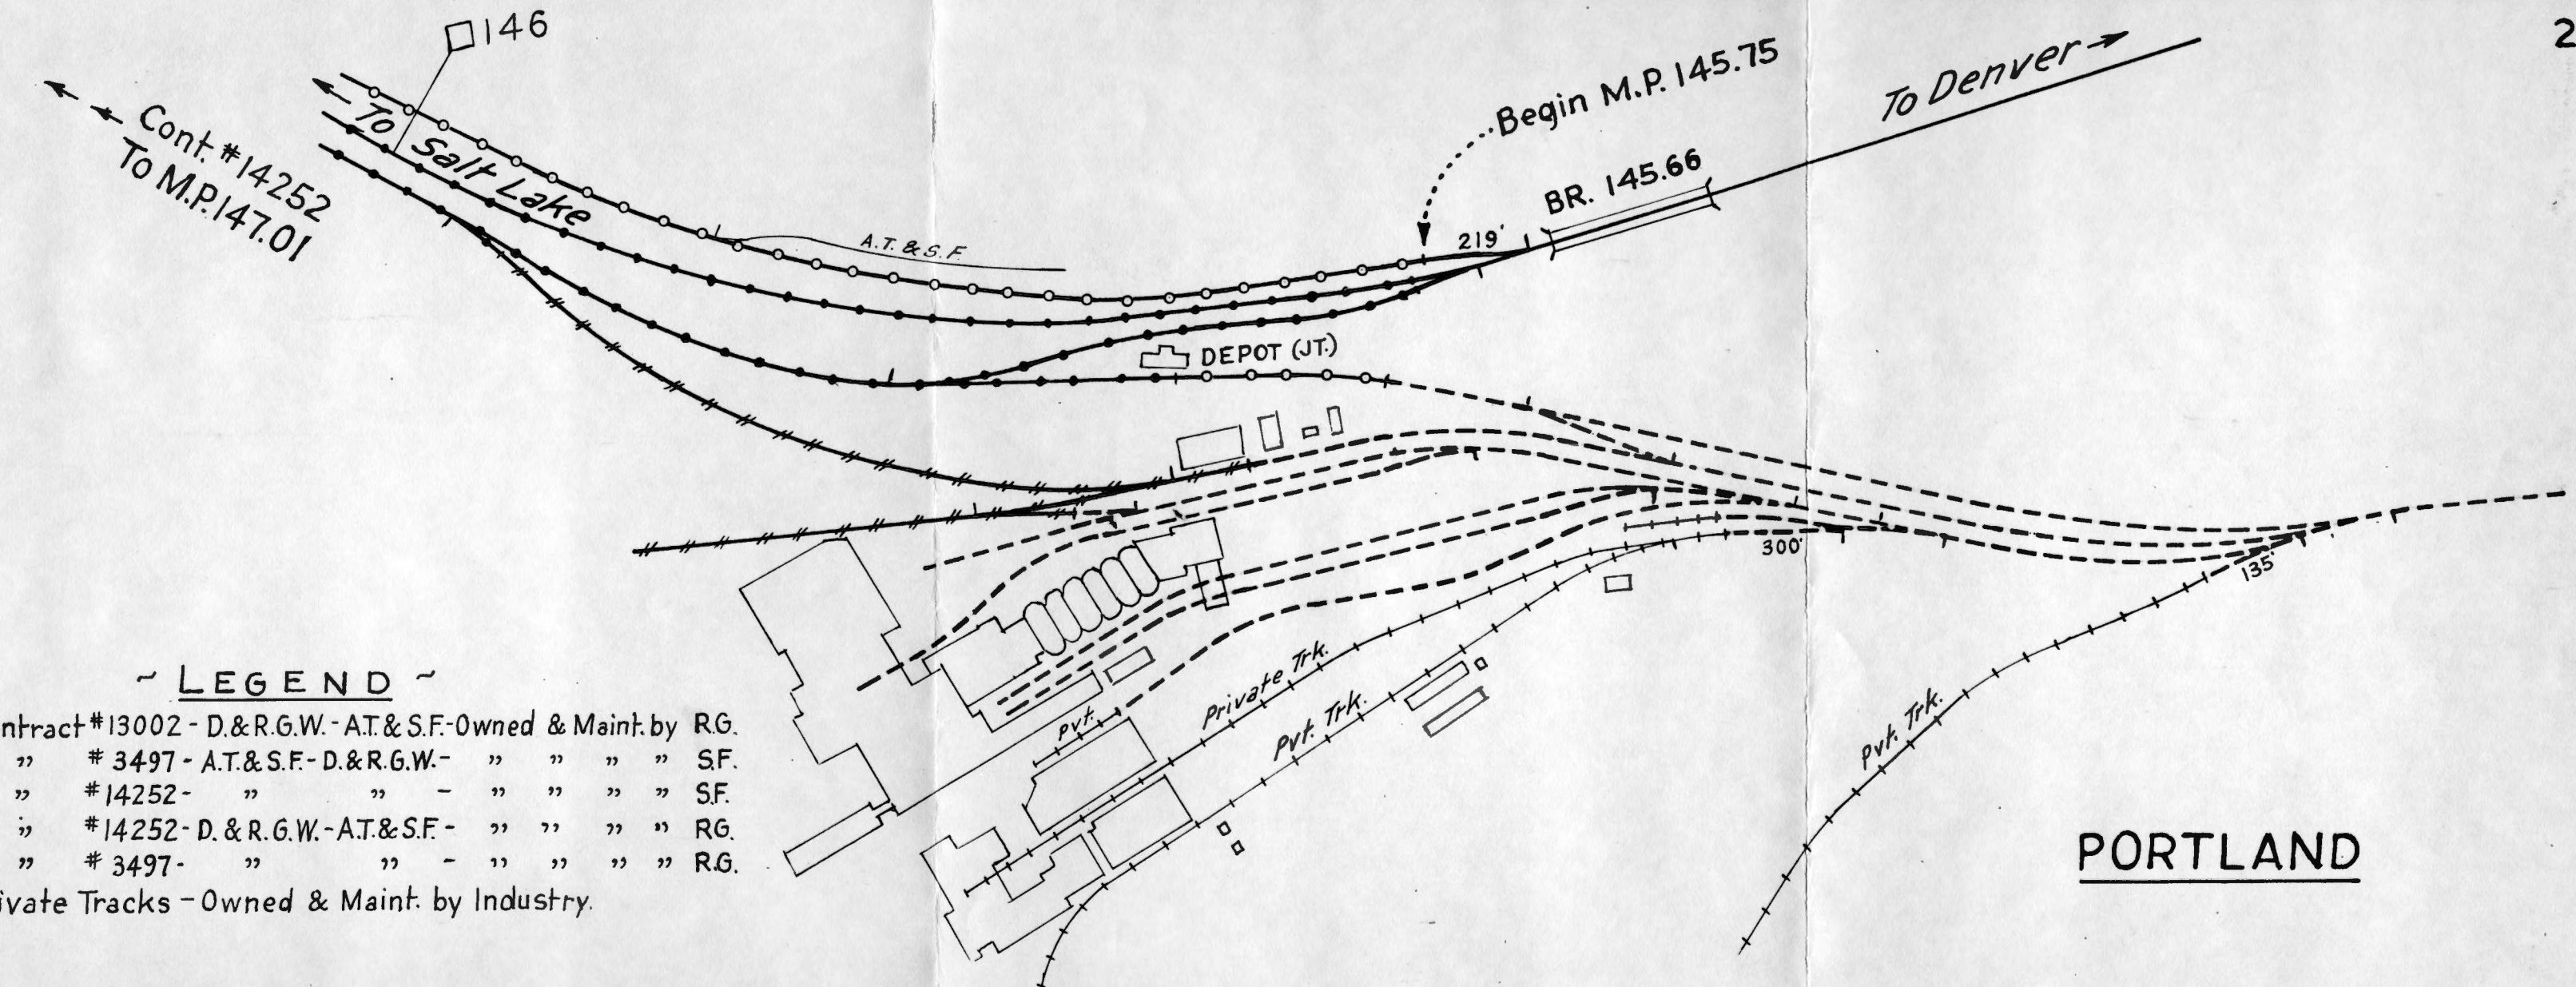 146
2
To Denver
Begin M.P. 145.75
Cont. #14252
To M.P. 147.01
To Salt Lake
BR. 145.66
219'
A.T. & S.F.
DEPOT (JT.)
300'
135'
Private Trk.
Pvt. Trk.
Pvt. Trk.
Pvt.
~ LEGEND ~
ntract #13002 - D. & R.G.W. - A.T. & S.F. - Owned & Maint. by R.G.
" # 3497 - A.T. & S.F. - D. & R.G.W. - " " " " S.F.
" #14252 - " " - " " " " S.F.
" #14252 - D. & R.G.W. - A.T. & S.F. - " " " " RG.
" # 3497 - " " - " " " " R.G.
ivate Tracks - Owned & Maint. by Industry.
PORTLAND